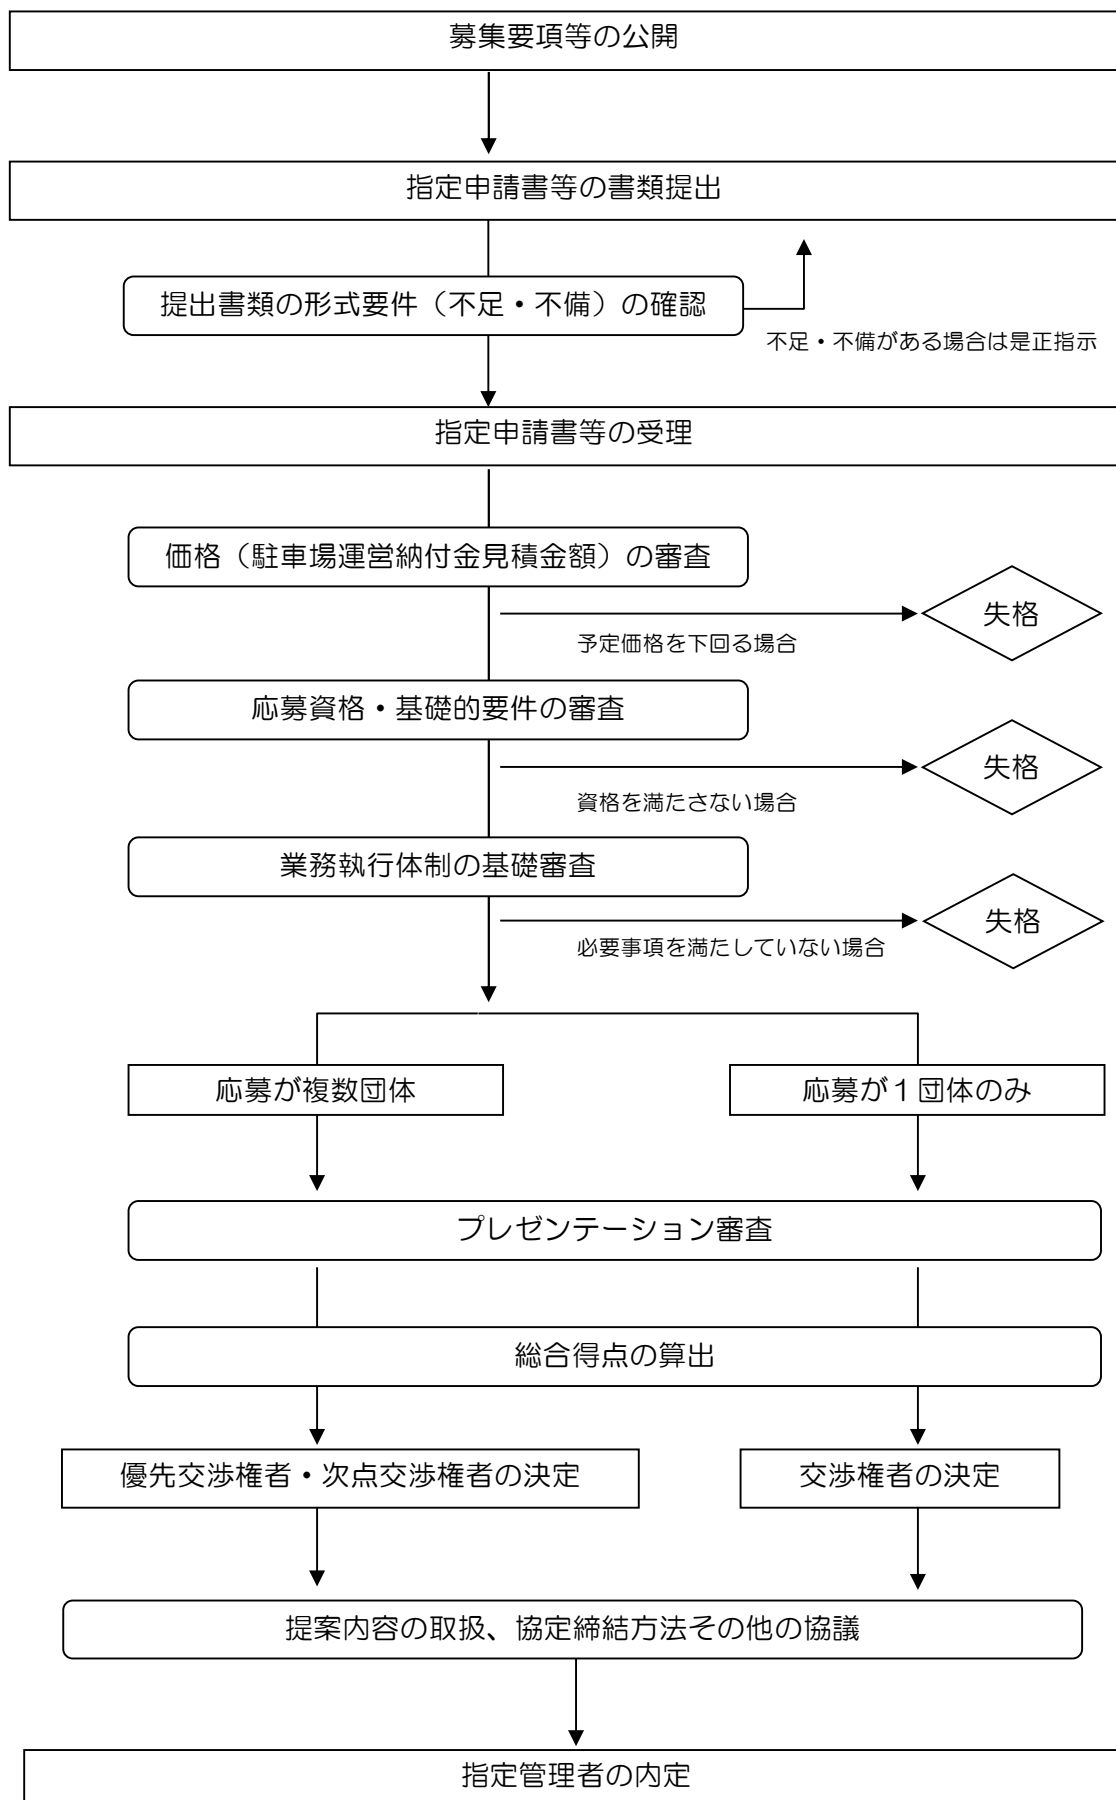 募集要項等の公開
指定申請書等の書類提出
提出書類の形式要件（不足・不備）の確認
不足・不備がある場合は是正指示
指定申請書等の受理
価格（駐車場運営納付金見積金額）の審査
失格
予定価格を下回る場合
応募資格・基礎的要件の審査
失格
資格を満たさない場合
業務執行体制の基礎審査
失格
必要事項を満たしていない場合
応募が複数団体
応募が１団体のみ
プレゼンテーション審査
総合得点の算出
優先交渉権者・次点交渉権者の決定
交渉権者の決定
提案内容の取扱、協定締結方法その他の協議
指定管理者の内定